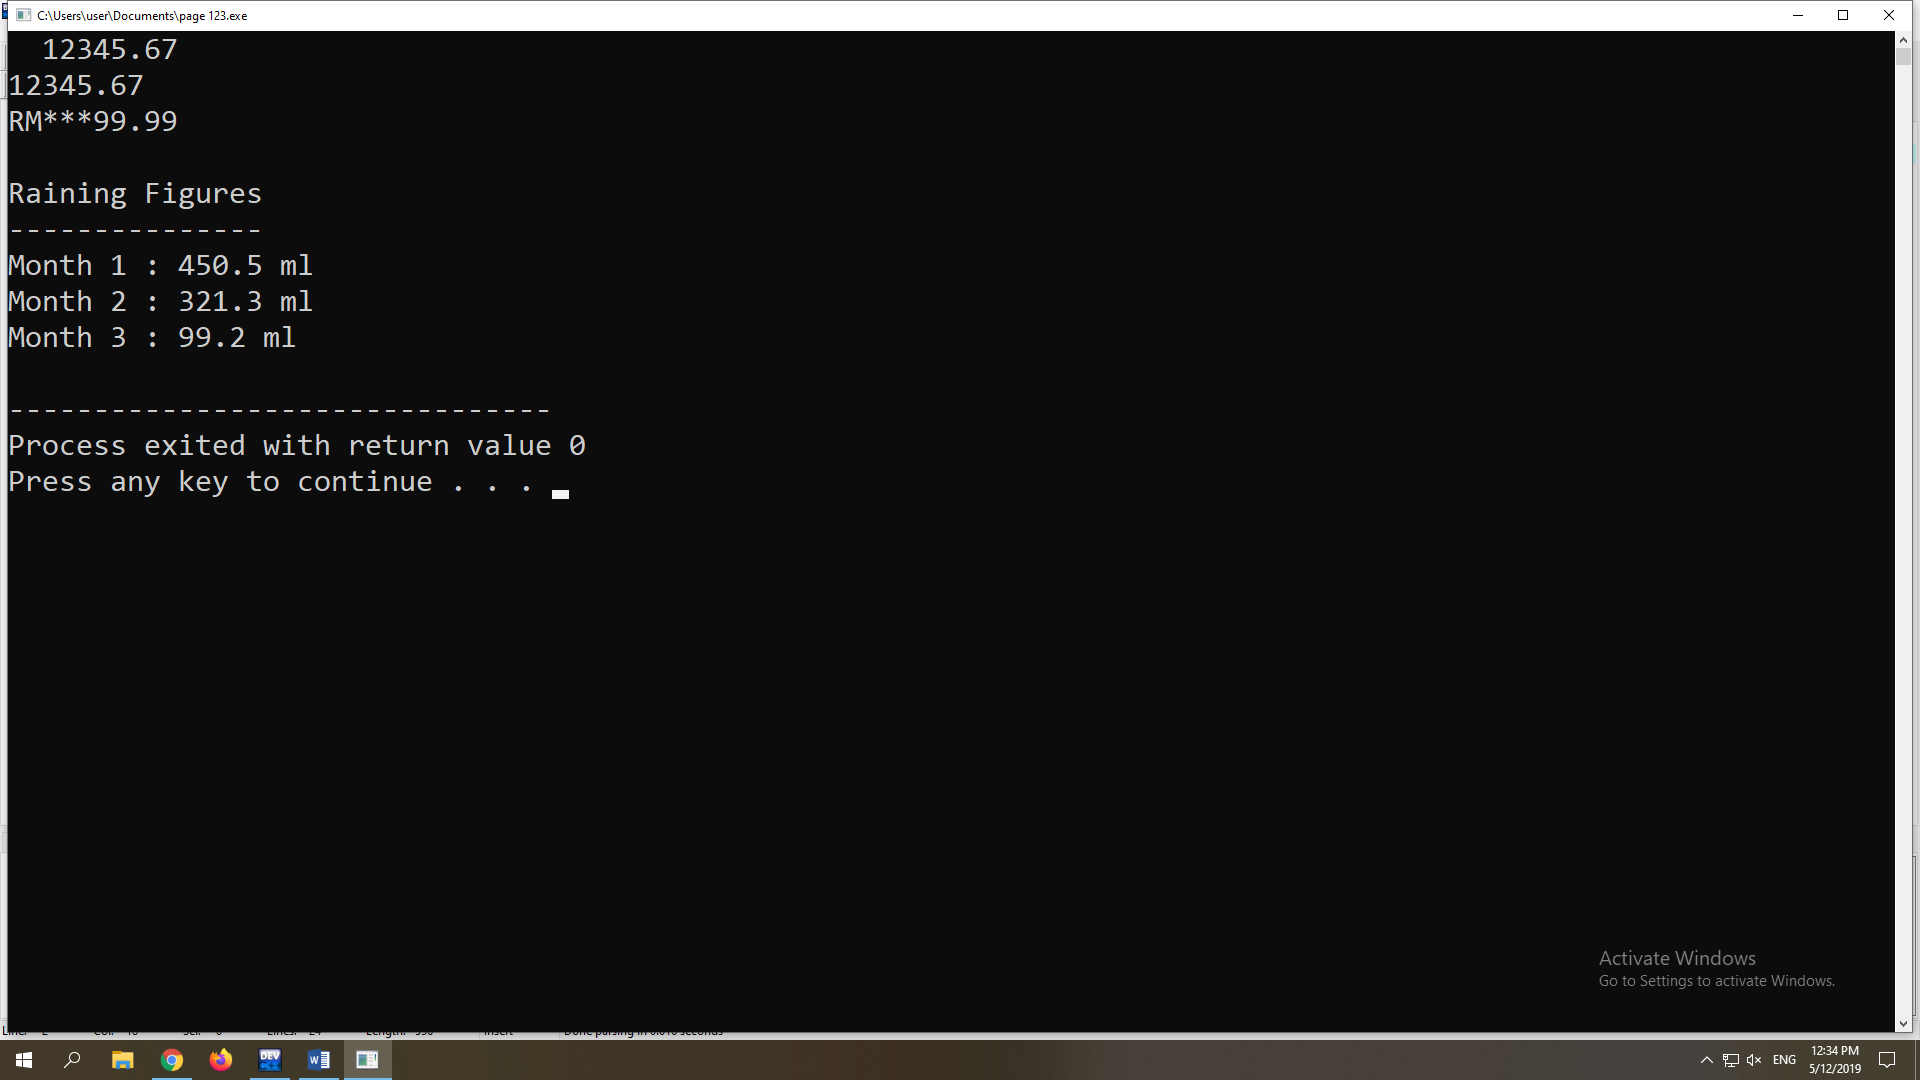 C:\Users\user\Documents\page 123.exe
  12345.67
12345.67
RM***99.99
Raining Figures
---------------
Month 1 : 450.5 ml
Month 2 : 321.3 ml
Month 3 : 99.2 ml
--------------------------------
Process exited with return value 0
Press any key to continue . . .
Activate Windows
Go to Settings to activate Windows.
DEV
W
ENG
12:34 PM
5/12/2019